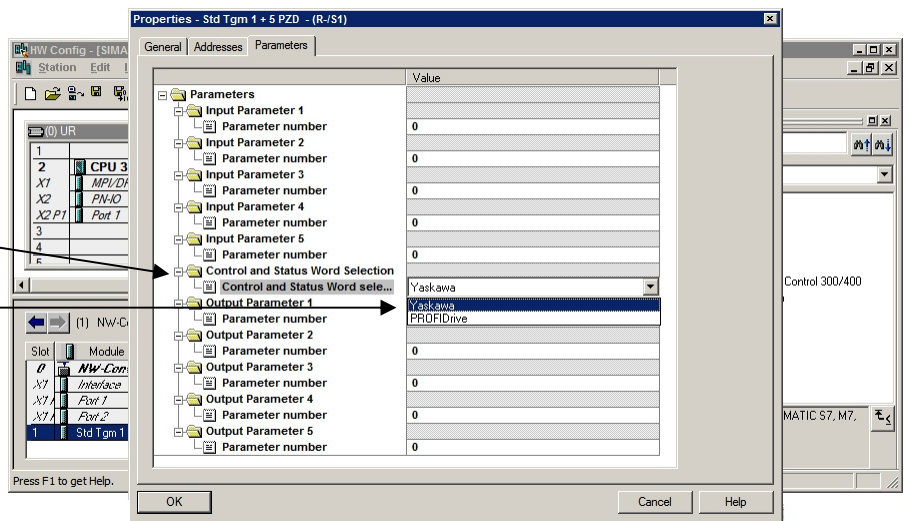 Properties - Std Tgm 1 + 5 PZD - (R-/S1)
General Addresses Parameters
HW Config - [SIMA
Station Edit
Value
Parameters
Input Parameter 1
Parameter number 0
Input Parameter 2
Parameter number 0
Input Parameter 3
Parameter number 0
Input Parameter 4
Parameter number 0
Input Parameter 5
Parameter number 0
Control and Status Word Selection
Control and Status Word sele... Yaskawa
Yaskawa
PROFIDrive
Output Parameter 1
Parameter number
Output Parameter 2
Parameter number 0
Output Parameter 3
Parameter number 0
Output Parameter 4
Parameter number 0
Output Parameter 5
Parameter number 0
OK Cancel Help
(0) UR
1
2 CPU 3
X1 MPI/DP
X2 PN-IO
X2 P1 Port 1
3
4
5
(1) NW-Co
Slot Module
0 NW-Con
X1 Interface
X1 Port 1
X1 Port 2
1 Std Tgm 1
Press F1 to get Help.
Control 300/400
MATIC S7, M7,